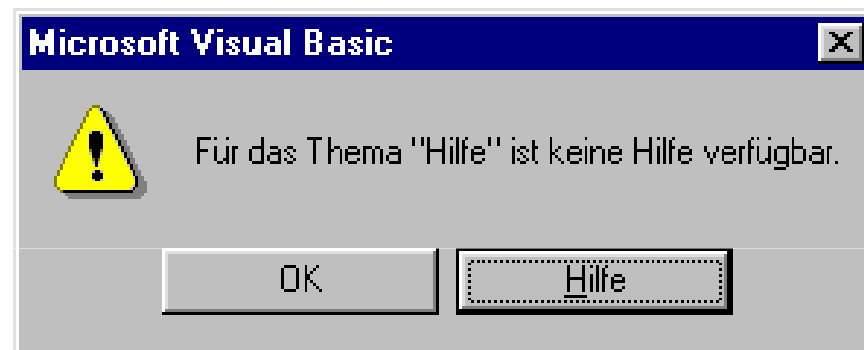 Microsoft Visual Basic
Für das Thema "Hilfe" ist keine Hilfe verfügbar.
OK
Hilfe